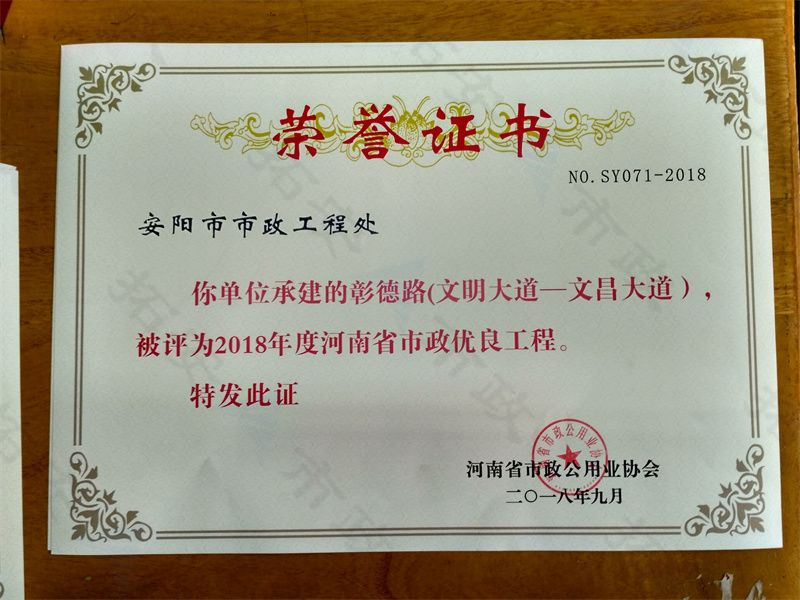 荣誉证书
NO.SY071-2018
安阳市市政工程处
你单位承建的彰德路(文明大道—文昌大道），
被评为2018年度河南省市政优良工程。
特发此证
河南省市政公用业协会
二〇一八年九月